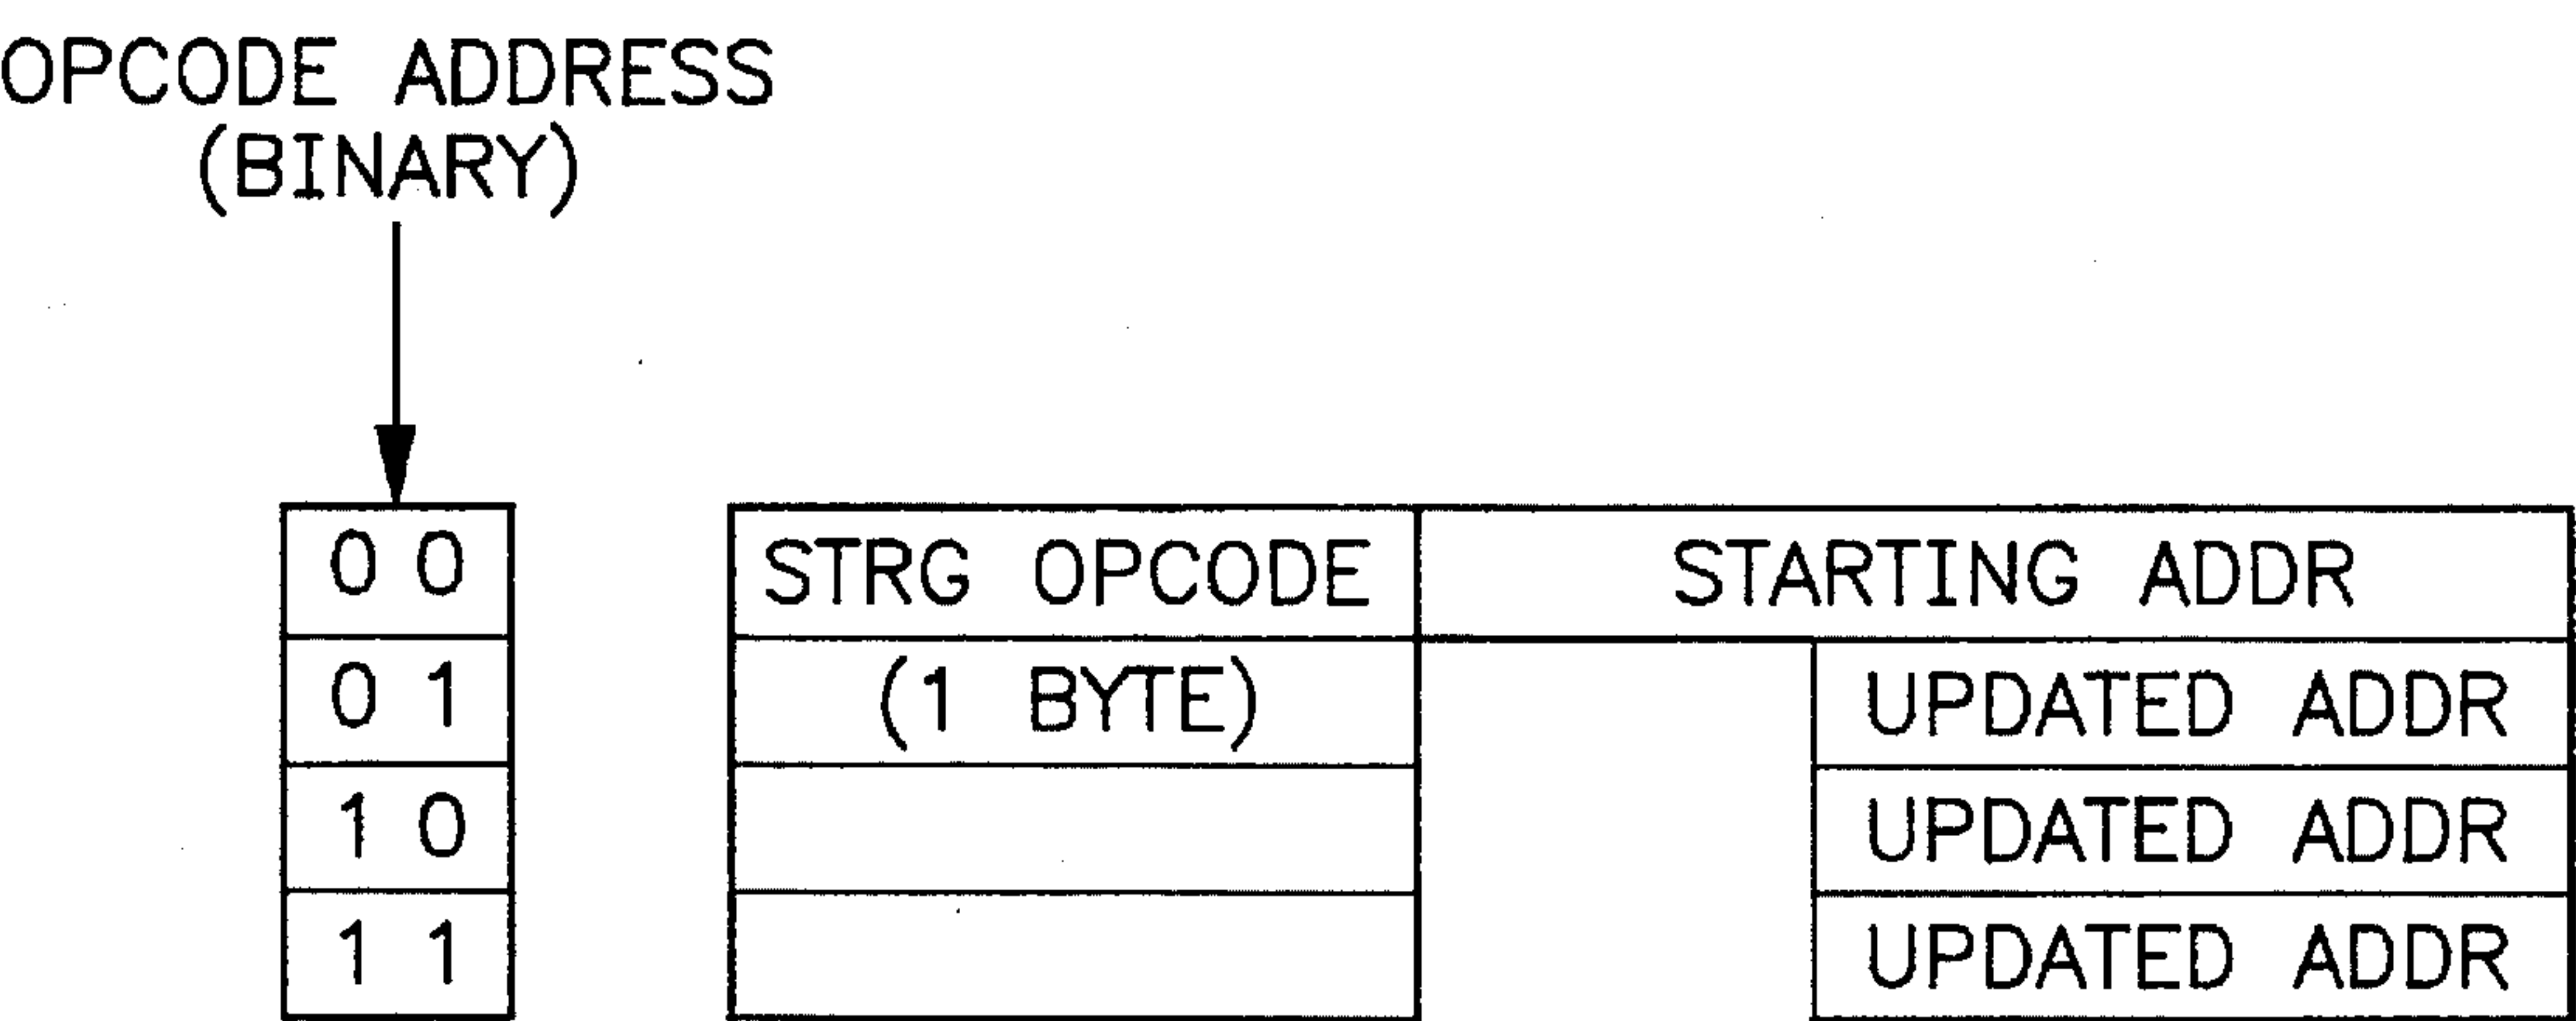 OPCODE ADDRESS
(BINARY)
0 0 STRG OPCODE STARTING ADDR
0 1 (1 BYTE) UPDATED ADDR
1 0 UPDATED ADDR
1 1 UPDATED ADDR